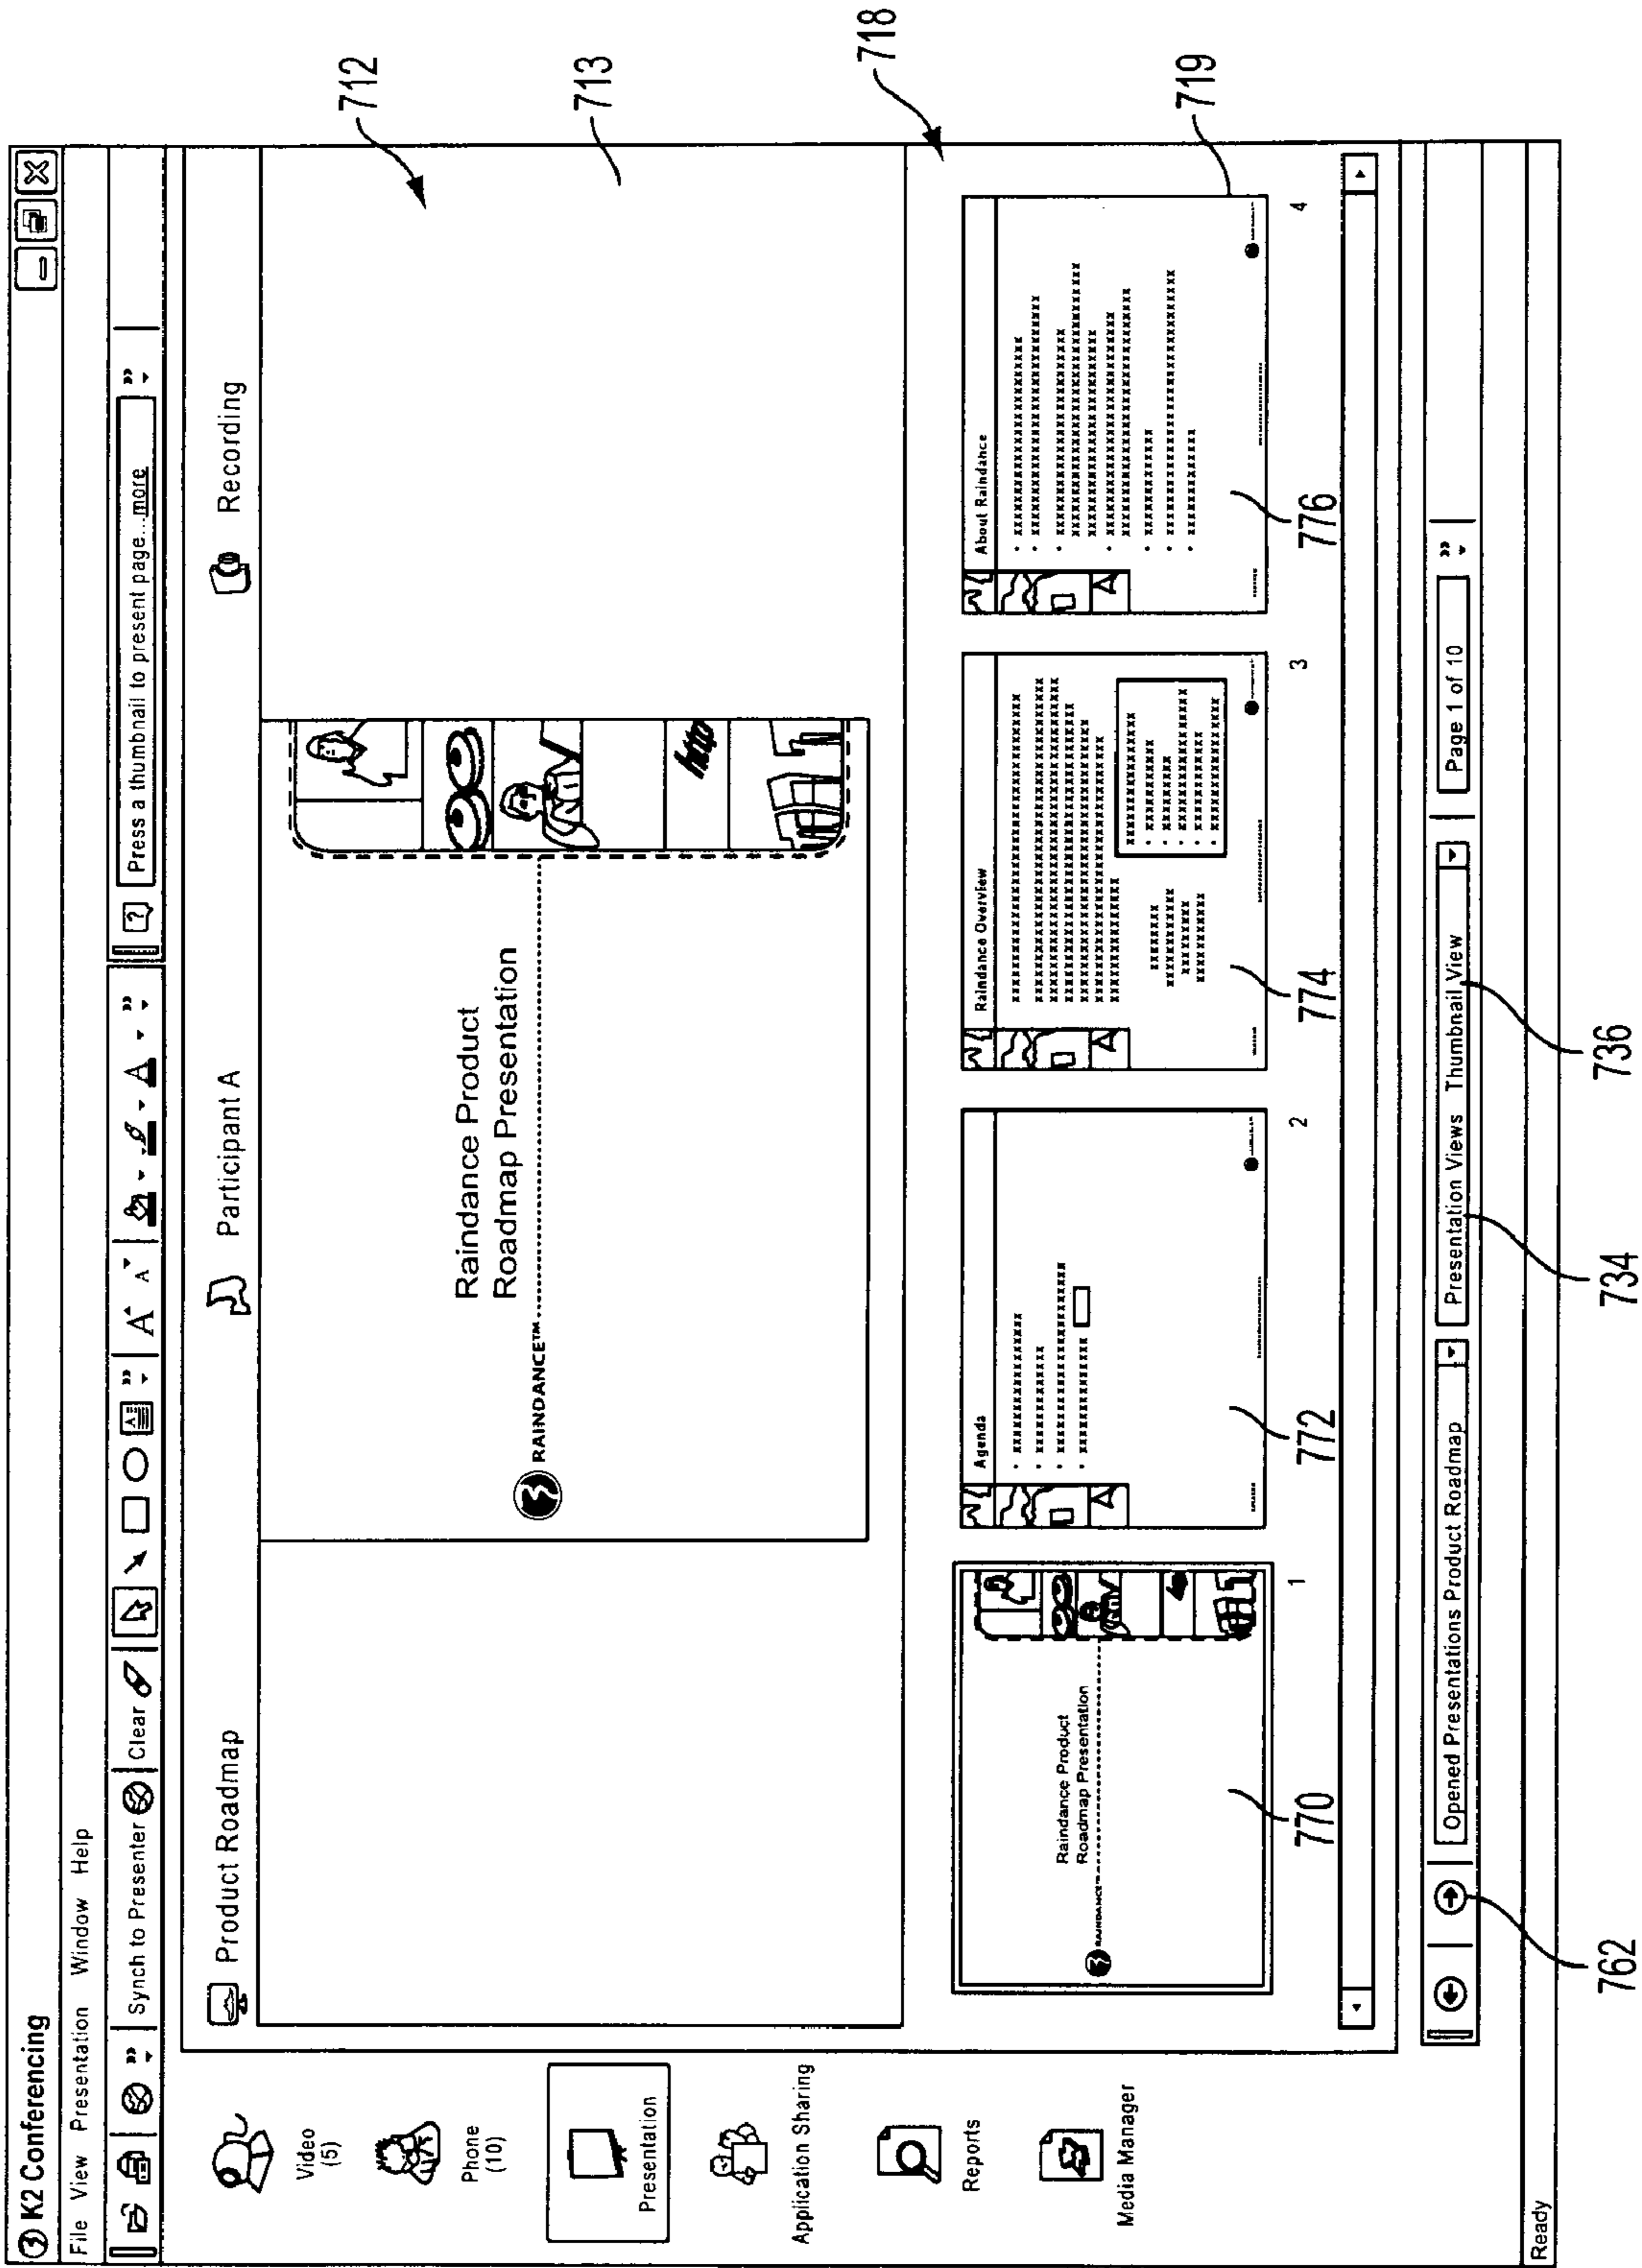 K2 Conferencing
File View Presentation Window Help
Synch to Presenter Clear A A A Press a thumbnail to present page...more
Video
(5)
Phone
(10)
Presentation
Application Sharing
Reports
Media Manager
Product Roadmap Participant A Recording
Raindance Product
Roadmap Presentation
RAINDANCE™
http
712
713
718
719
Raindance Product
Roadmap Presentation
RAINDANCE™
1
770
Agenda
• xxxxxxxxxxxxxxxx
2
772
Raindance Overview
3
774
About Raindance
4
776
Opened Presentations Product Roadmap Presentation Views Thumbnail View Page 1 of 10
762
734
736
Ready